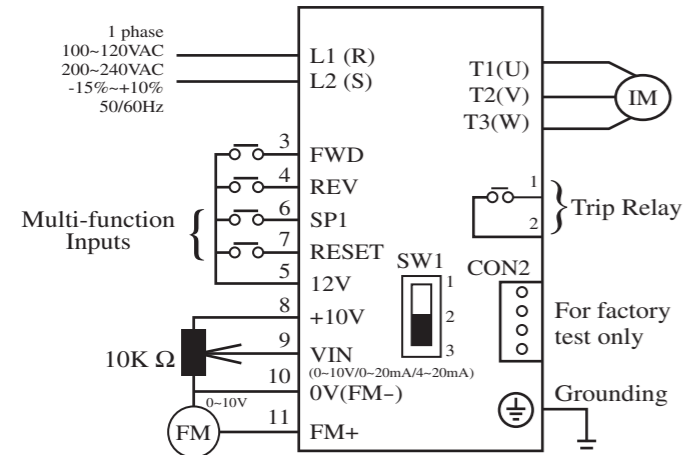 1 phase
100~120VAC
200~240VAC
-15%~+10%
50/60Hz
L1 (R)
L2 (S)
T1(U)
T2(V)
T3(W)
IM
3
FWD
4
REV
6
SP1
7
RESET
5
12V
Multi-function
Inputs
1
2
Trip Relay
SW1
1
2
3
CON2
For factory
test only
8
+10V
9
VIN
(0~10V/0~20mA/4~20mA)
10
0V(FM-)
10K Ω
0~10V
11
FM+
FM
Grounding